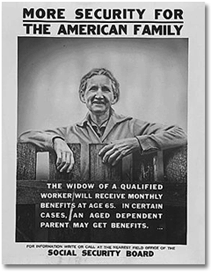 MORE SECURITY FOR
THE AMERICAN FAMILY
THE WIDOW OF A QUALIFIED
WORKER WILL RECEIVE MONTHLY
BENEFITS AT AGE 65. IN CERTAIN
CASES, AN AGED DEPENDENT
PARENT MAY GET BENEFITS. ...
FOR INFORMATION WRITE OR CALL AT THE NEAREST FIELD OFFICE OF THE
SOCIAL SECURITY BOARD